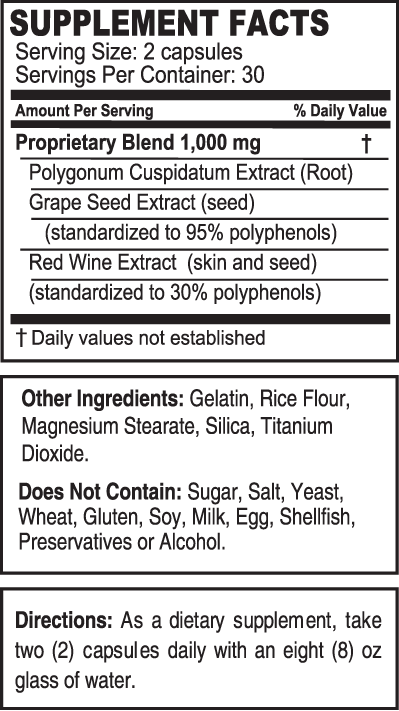 SUPPLEMENT FACTS
Serving Size: 2 capsules
Servings Per Container: 30
Amount Per Serving % Daily Value
Proprietary Blend 1,000 mg †
Polygonum Cuspidatum Extract (Root)
Grape Seed Extract (seed)
(standardized to 95% polyphenols)
Red Wine Extract (skin and seed)
(standardized to 30% polyphenols)
† Daily values not established
Other Ingredients: Gelatin, Rice Flour,
Magnesium Stearate, Silica, Titanium
Dioxide.
Does Not Contain: Sugar, Salt, Yeast,
Wheat, Gluten, Soy, Milk, Egg, Shellfish,
Preservatives or Alcohol.
Directions: As a dietary supplement, take
two (2) capsules daily with an eight (8) oz
glass of water.